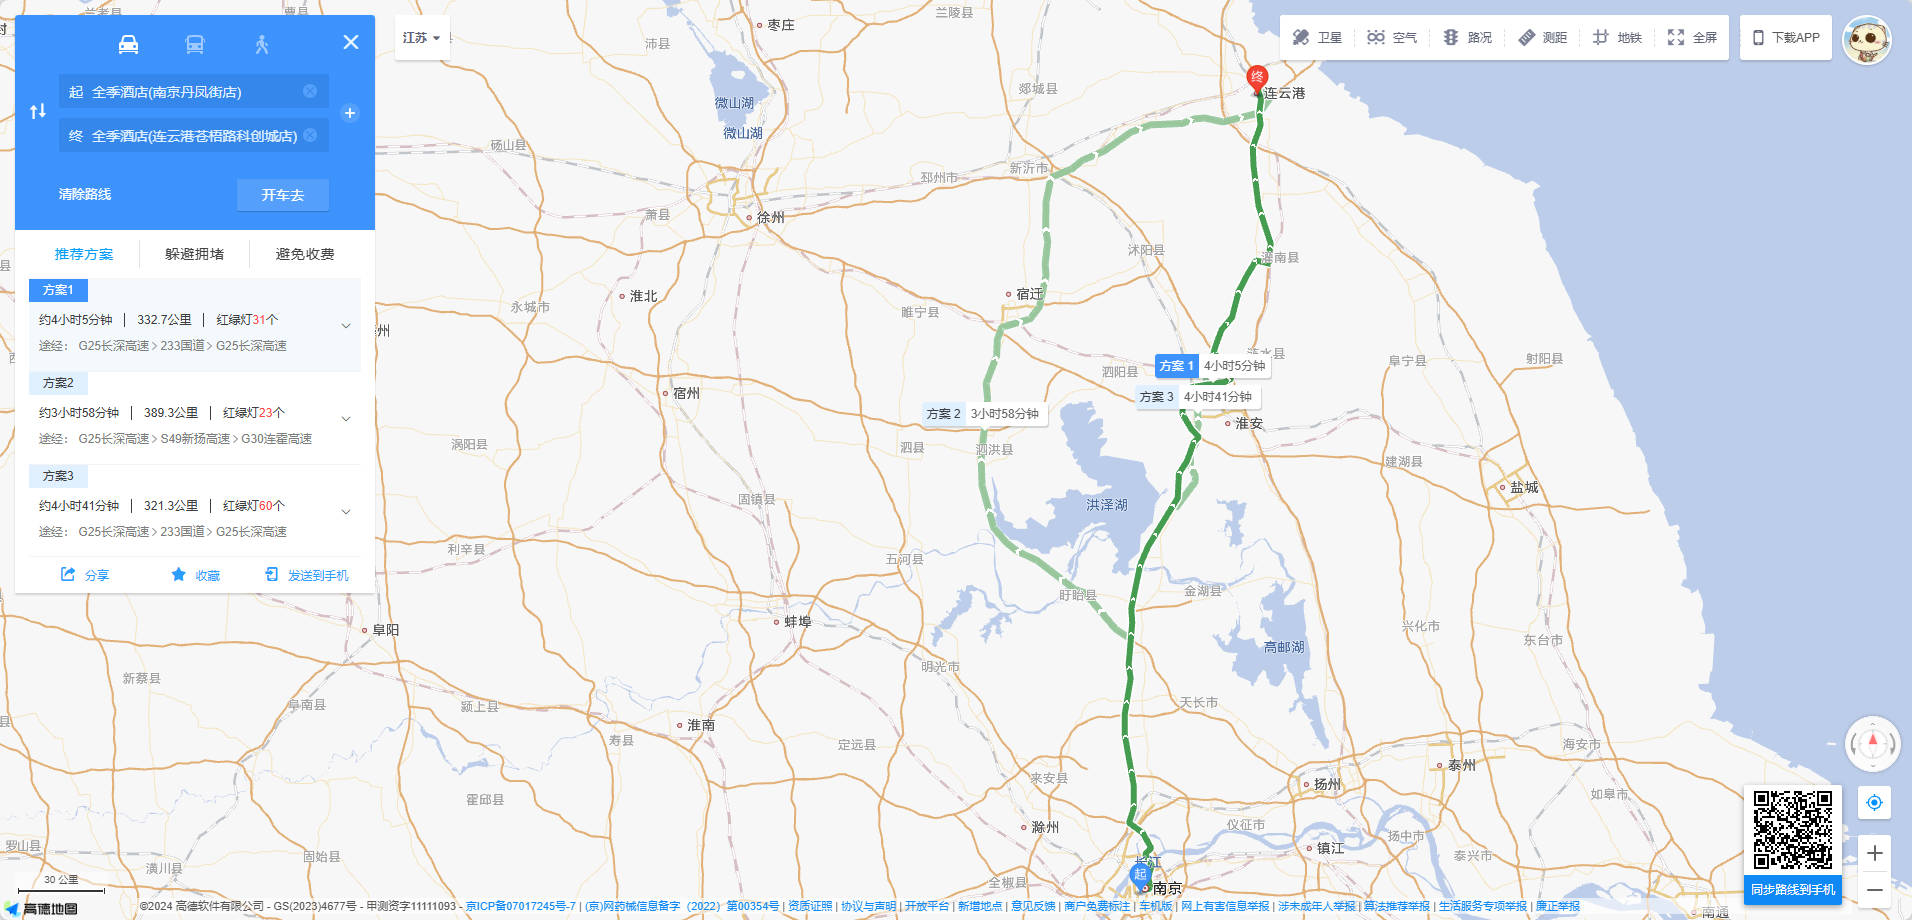 起 全季酒店(南京丹凤街店)
终 全季酒店(连云港苍梧路科创城店)
清除路线
开车去
推荐方案
躲避拥堵
避免收费
方案1
约4小时5分钟 | 332.7公里 | 红绿灯31个
途经： G25长深高速 > 233国道 > G25长深高速
方案2
约3小时58分钟 | 389.3公里 | 红绿灯23个
途经： G25长深高速 > S49新扬高速 > G30连霍高速
方案3
约4小时41分钟 | 321.3公里 | 红绿灯60个
途经： G25长深高速 > 233国道 > G25长深高速
分享
收藏
发送到手机
江苏
卫星
空气
路况
测距
地铁
全屏
下载APP
兰陵县
枣庄
沛县
微山湖
微山湖
郯城县
终
连云港
砀山县
新沂市
邳州市
萧县
徐州
沭阳县
灌南县
淮北
永城市
宿迁
睢宁县
涟水县
方案 1 4小时5分钟
泗阳县
阜宁县
射阳县
宿州
方案 3 4小时41分钟
方案 2 3小时58分钟
淮安
涡阳县
泗县
泗洪县
建湖县
盐城
固镇县
洪泽湖
利辛县
五河县
盱眙县
金湖县
蚌埠
阜阳
兴化市
东台市
高邮湖
明光市
新蔡县
阜南县
颍上县
天长市
淮南
寿县
定远县
海安市
来安县
扬州
泰州
霍邱县
如皋市
滁州
仪征市
扬中市
罗山县
固始县
潢川县
镇江
泰兴市
长江
起
南京
全椒县
南通
同步路线到手机
30 公里
高德地图
©2024 高德软件有限公司 - GS(2023)4677号 - 甲测资字11111093 - 京ICP备07017245号-7 | (京)网药械信息备字（2022）第00354号 | 资质证照 | 协议与声明 | 开放平台 | 新增地点 | 意见反馈 | 商户免费标注 | 车机版 | 网上有害信息举报 | 涉未成年人举报 | 算法推荐举报 | 生活服务专项举报 | 廉正举报